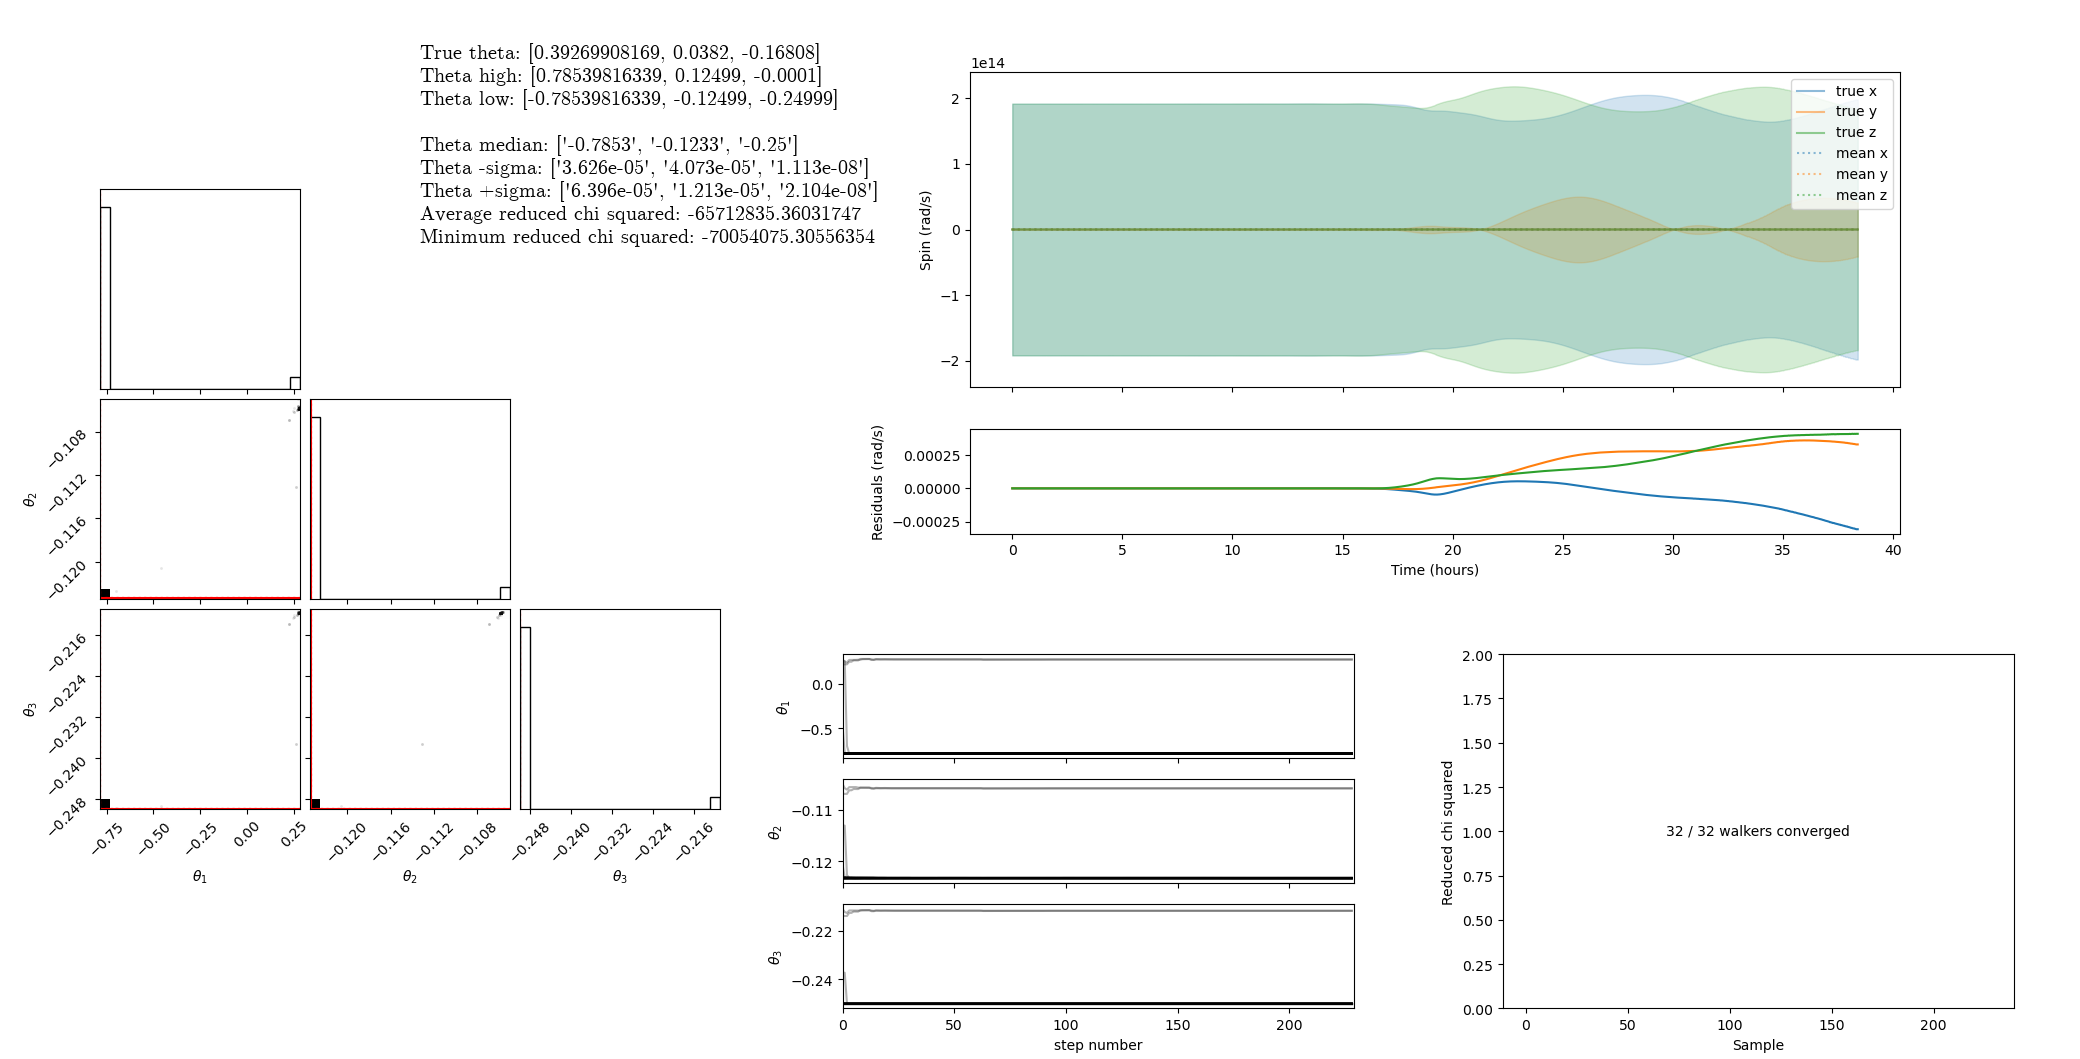 True theta: [0.39269908169, 0.0382, -0.16808]
Theta high: [0.78539816339, 0.12499, -0.0001]
Theta low: [-0.78539816339, -0.12499, -0.24999]
Theta median: ['-0.7853', '-0.1233', '-0.25']
Theta -sigma: ['3.626e-05', '4.073e-05', '1.113e-08']
Theta +sigma: ['6.396e-05', '1.213e-05', '2.104e-08']
Average reduced chi squared: -65712835.36031747
Minimum reduced chi squared: -70054075.30556354
θ2
−0.108
−0.112
−0.116
−0.120
θ3
−0.216
−0.224
−0.232
−0.240
−0.248
−0.75
−0.50
−0.25
0.00
0.25
θ1
−0.120
−0.116
−0.112
−0.108
θ2
−0.248
−0.240
−0.232
−0.224
−0.216
θ3
1e14
Spin (rad/s)
2
1
0
−1
−2
true x
true y
true z
mean x
mean y
mean z
Residuals (rad/s)
0.00025
0.00000
−0.00025
0
5
10
15
20
25
30
35
40
Time (hours)
θ1
0.0
−0.5
θ2
−0.11
−0.12
θ3
−0.22
−0.24
0
50
100
150
200
step number
Reduced chi squared
2.00
1.75
1.50
1.25
1.00
0.75
0.50
0.25
0.00
32 / 32 walkers converged
0
50
100
150
200
Sample